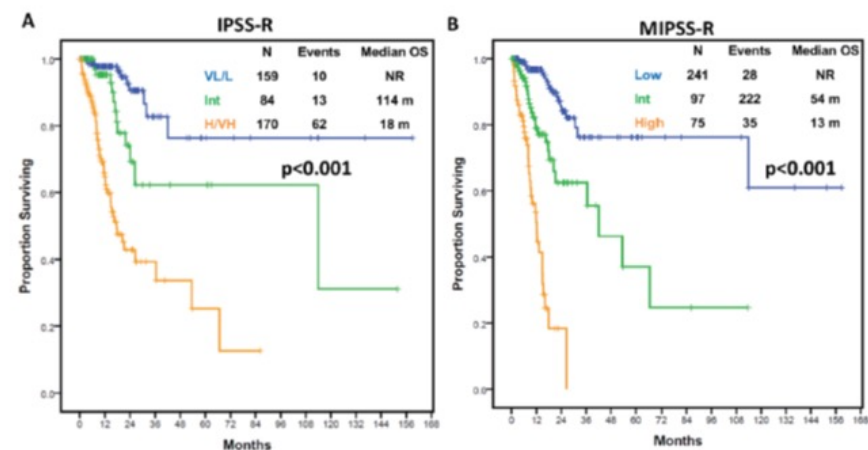 A
IPSS-R
N Events Median OS
VL/L 159 10 NR
Int 84 13 114 m
H/VH 170 62 18 m
p<0.001
Proportion Surviving
1.0
0.8
0.6
0.4
0.2
0.0
0 12 24 36 48 60 72 84 96 108 120 132 144 156 168
Months
B
MIPSS-R
N Events Median OS
Low 241 28 NR
Int 97 222 54 m
High 75 35 13 m
p<0.001
Proportion Surviving
1.0
0.8
0.6
0.4
0.2
0.0
0 12 24 36 48 60 72 84 96 108 120 132 144 156 168
Months